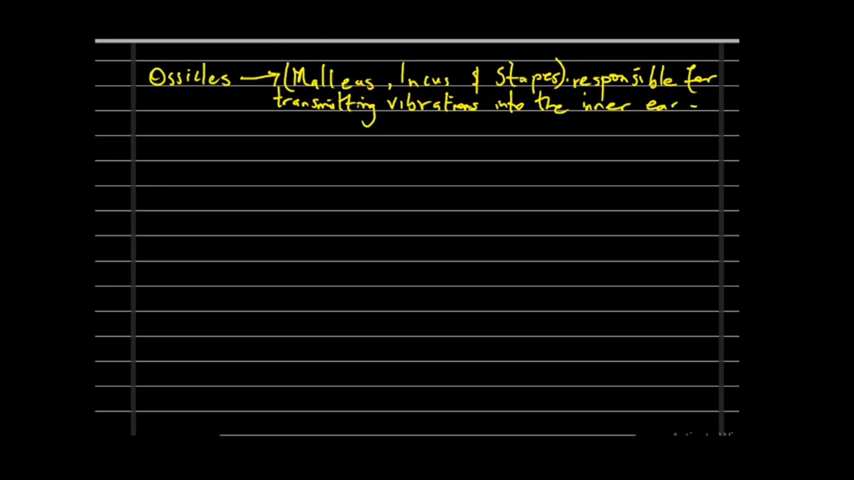 Ossicles → (Malleus, Incus & Stapes). responsible for
transmitting vibrations into the inner ear -